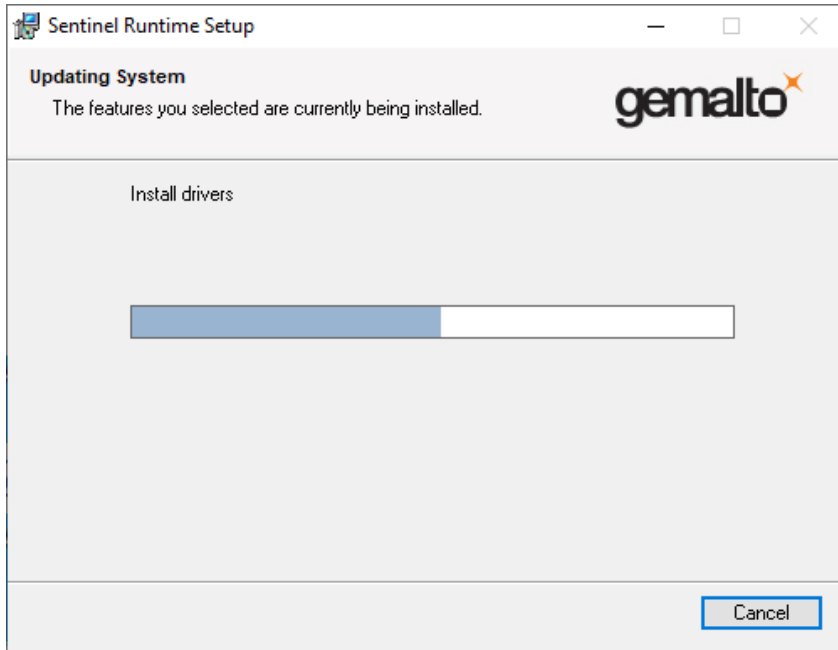 Sentinel Runtime Setup
Updating System
The features you selected are currently being installed.
gemalto
Install drivers
Cancel